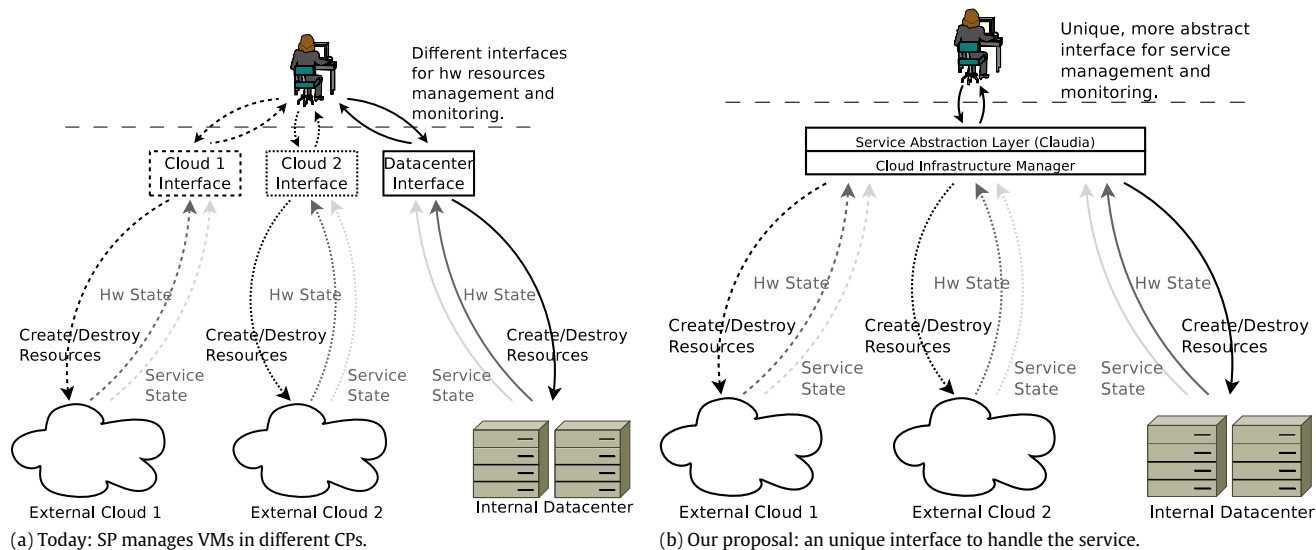 Different interfaces
for hw resources
management and
monitoring.
Cloud 1
Interface
Cloud 2
Interface
Datacenter
Interface
Hw State
Hw State
Hw State
Create/Destroy
Resources
Create/Destroy
Resources
Create/Destroy
Resources
Service
State
Service
State
Service
State
External Cloud 1
External Cloud 2
Internal Datacenter
(a) Today: SP manages VMs in different CPs.
Unique, more abstract
interface for service
management and
monitoring.
Service Abstraction Layer (Claudia)
Cloud Infrastructure Manager
Hw State
Hw State
Hw State
Create/Destroy
Resources
Create/Destroy
Resources
Create/Destroy
Resources
Service
State
Service
State
Service
State
External Cloud 1
External Cloud 2
Internal Datacenter
(b) Our proposal: an unique interface to handle the service.